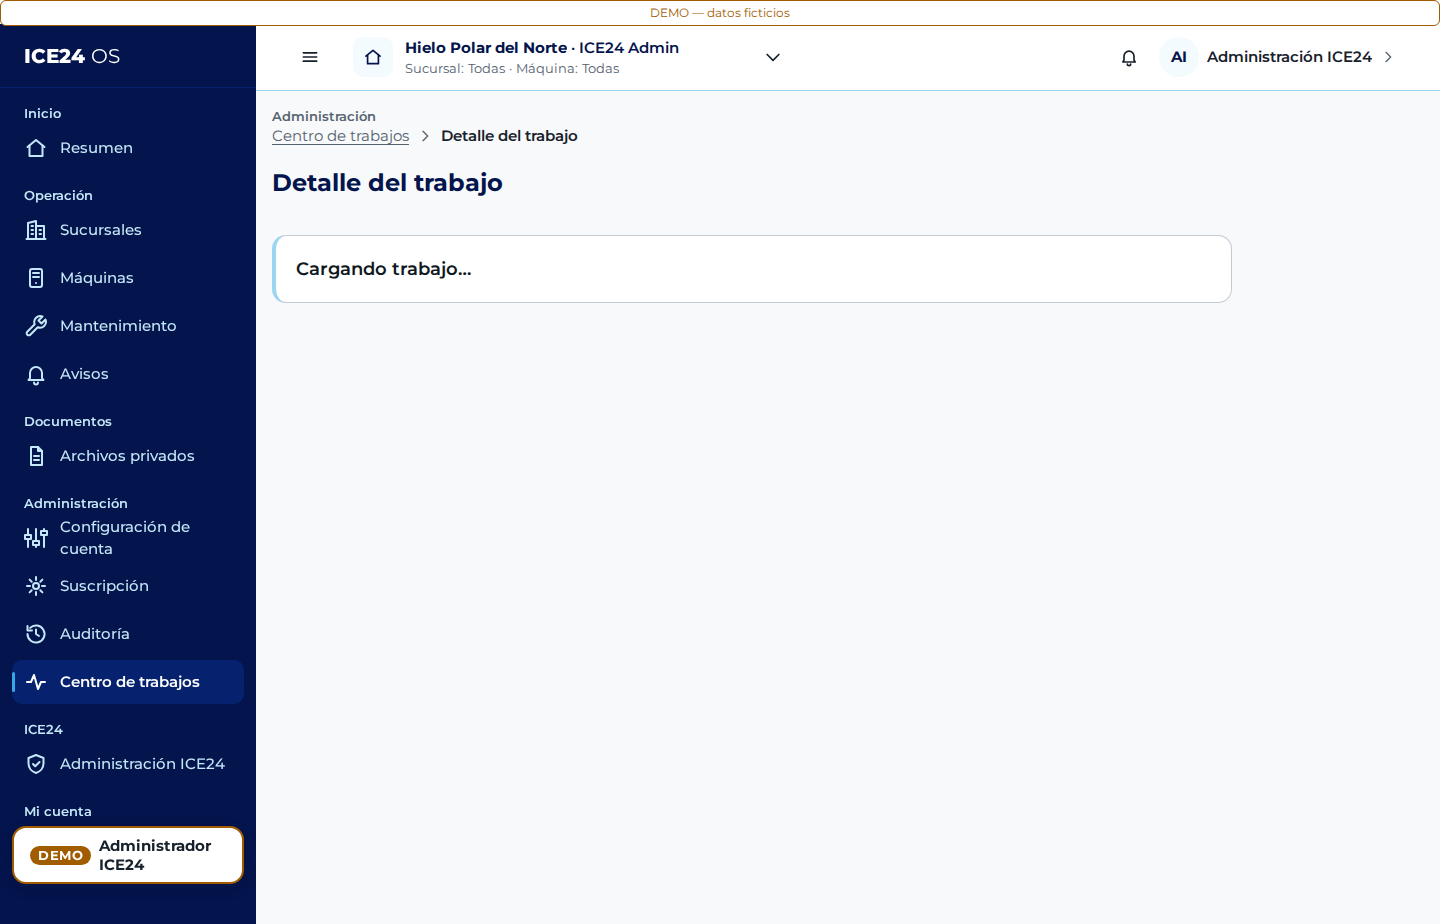 DEMO — datos ficticios
ICE24 OS
Inicio
Resumen
Operación
Sucursales
Máquinas
Mantenimiento
Avisos
Documentos
Archivos privados
Administración
Configuración de
cuenta
Suscripción
Auditoría
Centro de trabajos
ICE24
Administración ICE24
Mi cuenta
DEMO
Administrador
ICE24
Hielo Polar del Norte · ICE24 Admin
Sucursal: Todas · Máquina: Todas
AI
Administración ICE24
Administración
Centro de trabajos
Detalle del trabajo
Detalle del trabajo
Cargando trabajo...